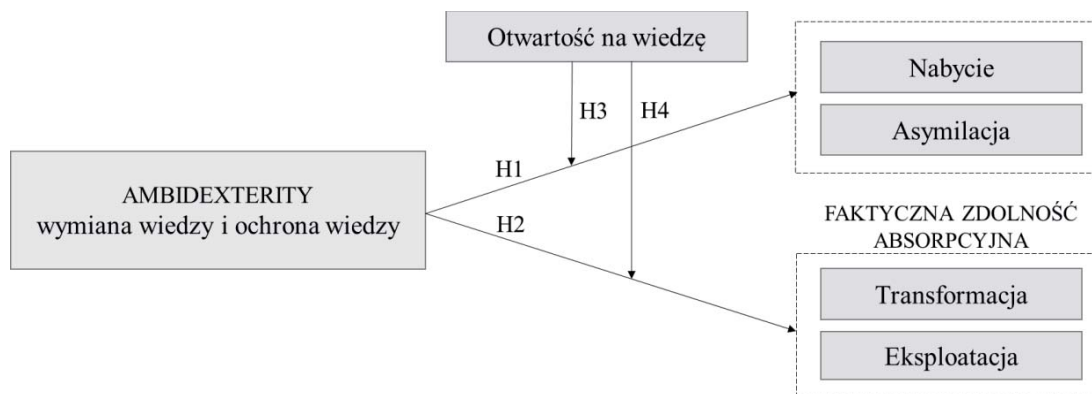 Otwartość na wiedzę
Nabycie
Asymilacja
H3
H4
H1
AMBIDEXTERITY
wymiana wiedzy i ochrona wiedzy
H2
FAKTYCZNA ZDOLNOŚĆ
ABSORPCYJNA
Transformacja
Eksploatacja